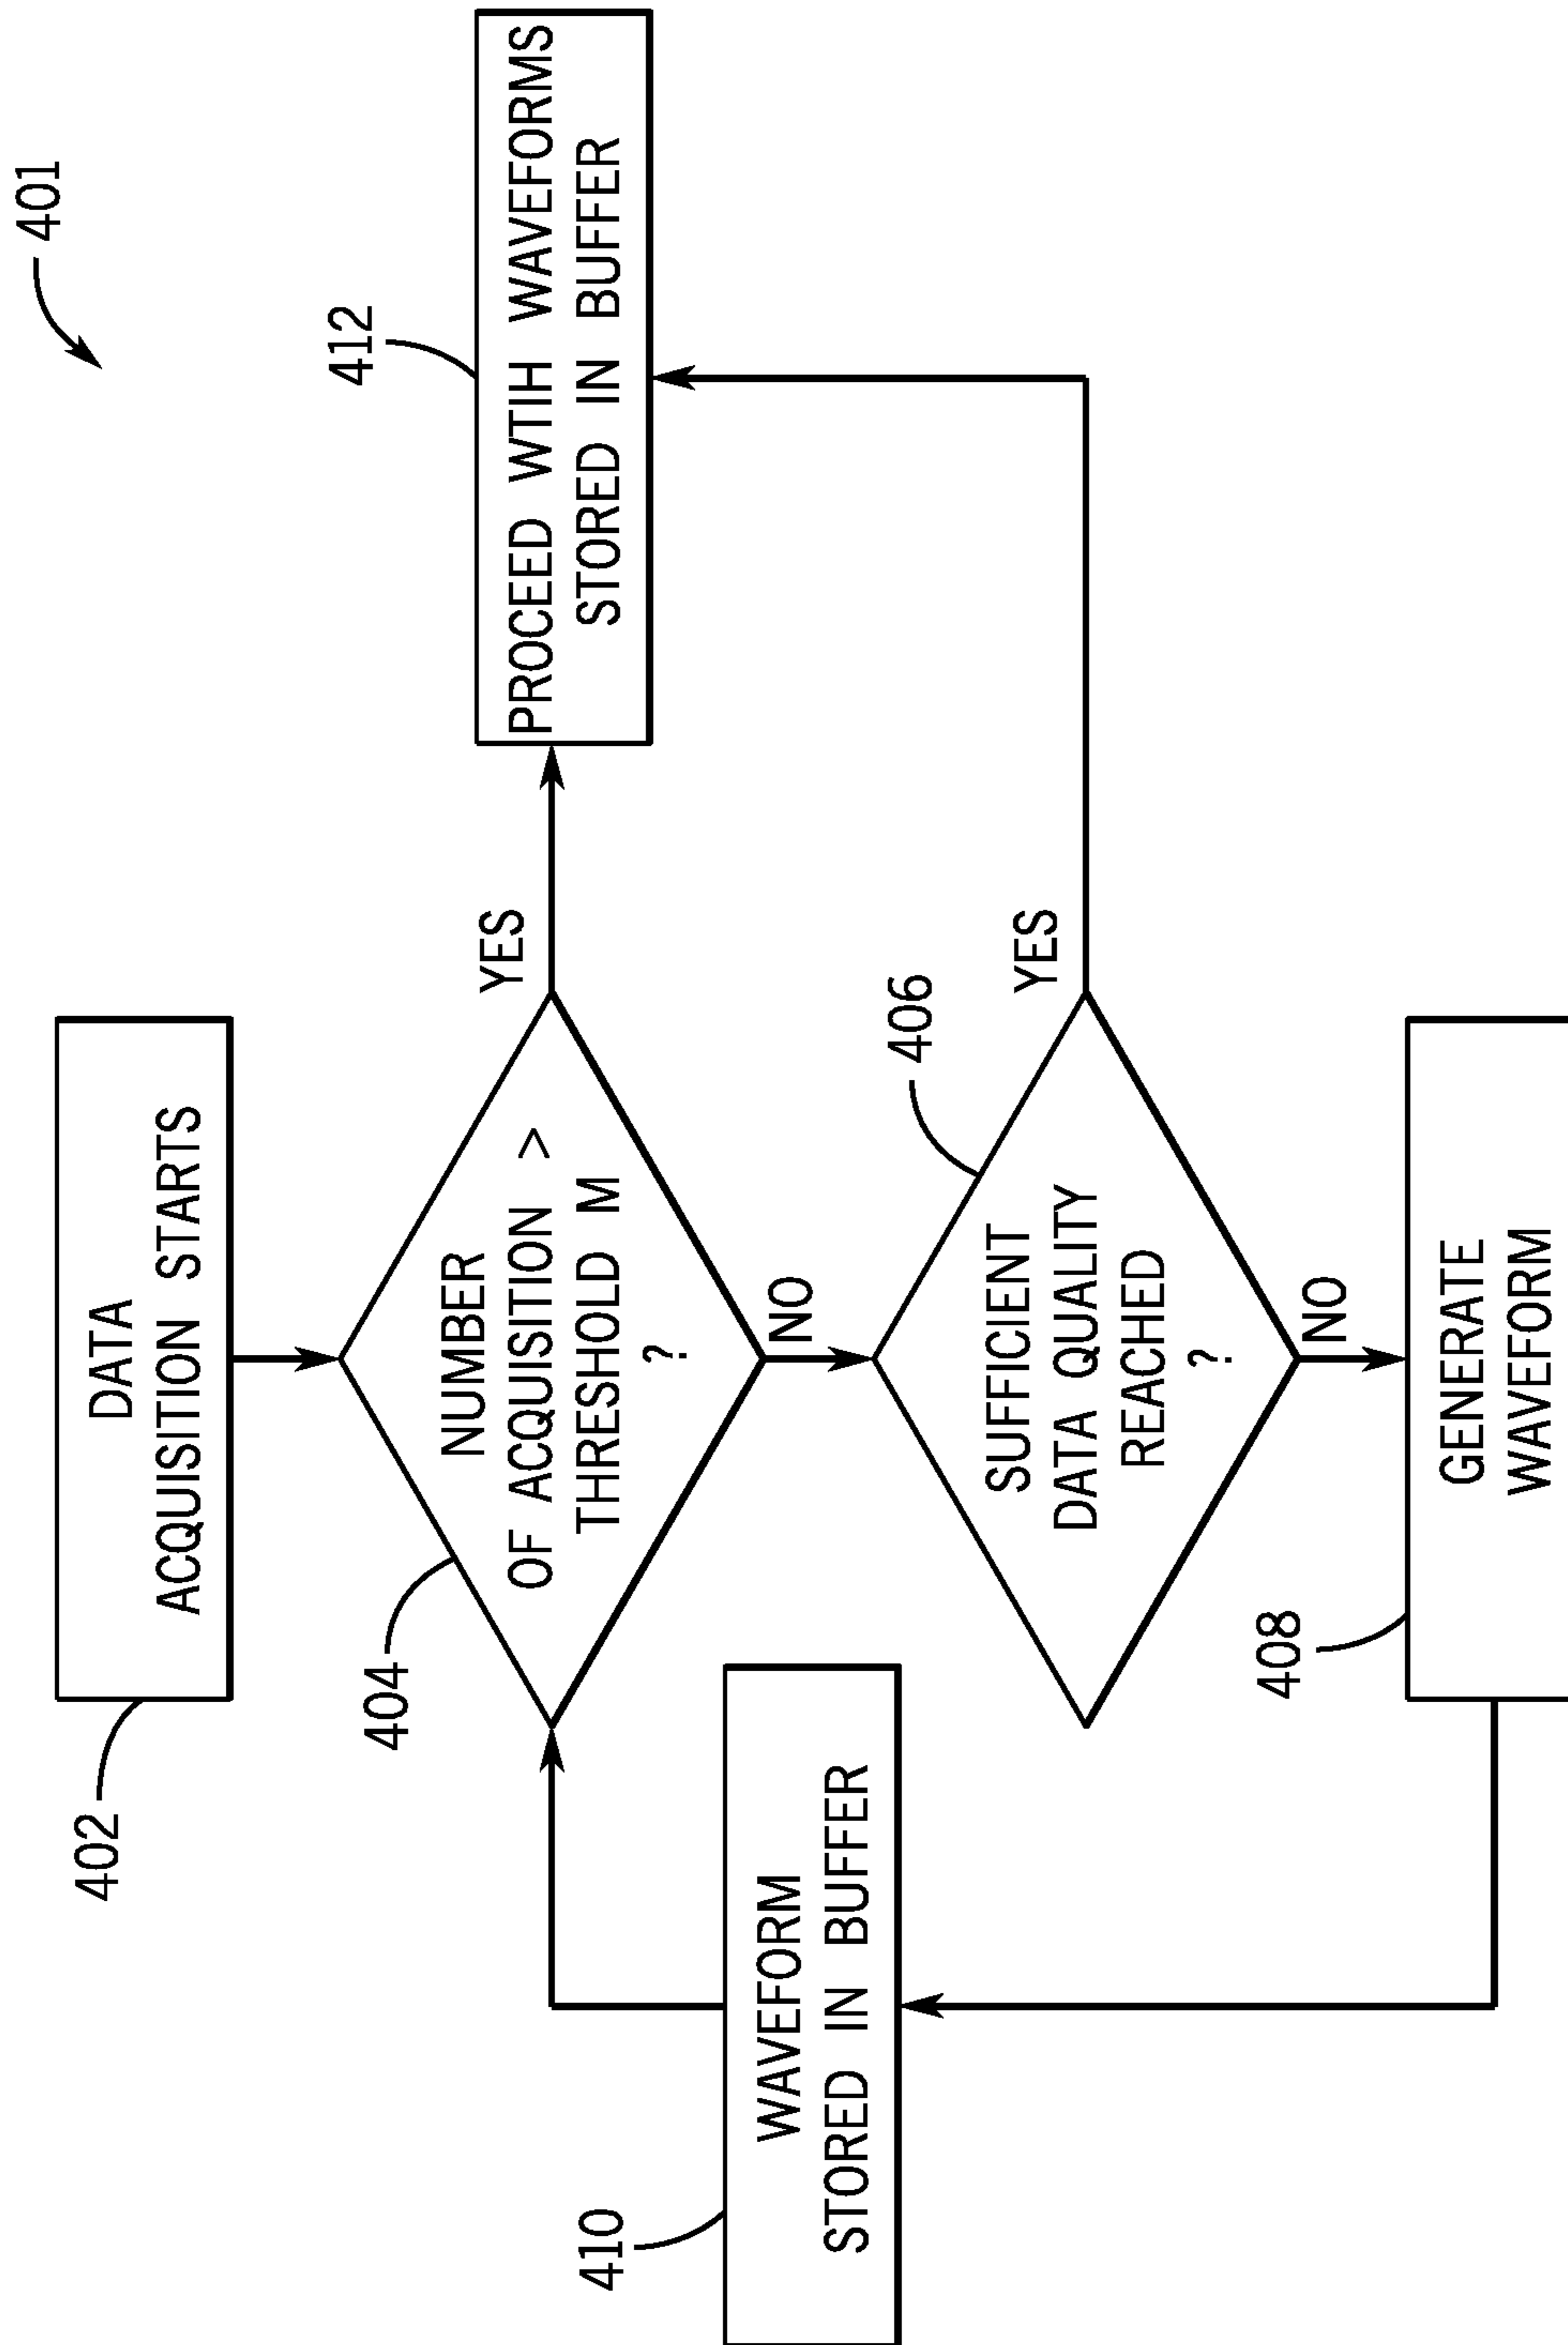 401
402
DATA
ACQUISITION STARTS
404
NUMBER
OF ACQUISITION >
THRESHOLD M
?
YES
NO
412
PROCEED WTIH WAVEFORMS
STORED IN BUFFER
410
WAVEFORM
STORED IN BUFFER
406
SUFFICIENT
DATA QUALITY
REACHED
?
YES
NO
408
GENERATE
WAVEFORM